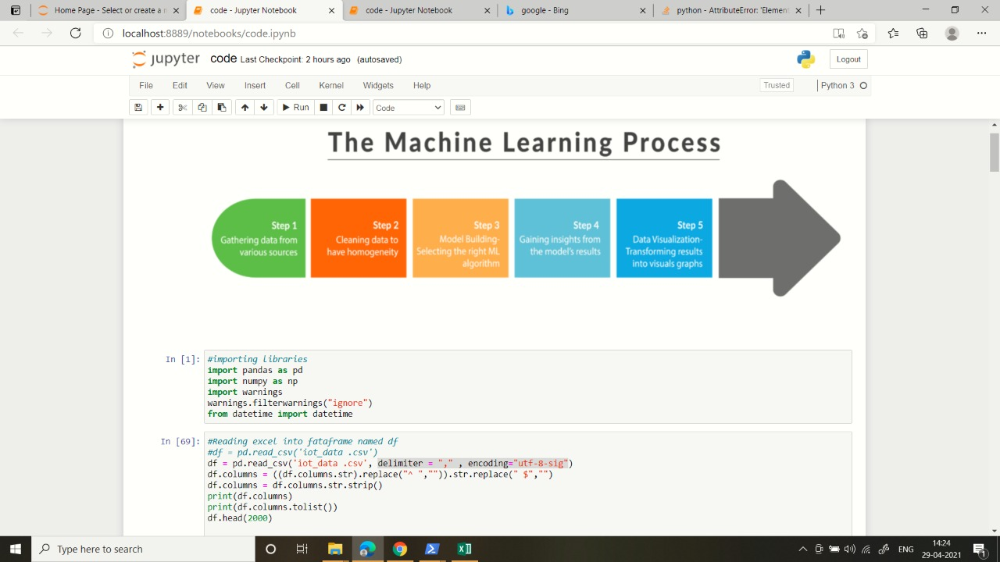 Home Page - Select or create a n
code - Jupyter Notebook
code - Jupyter Notebook
google - Bing
python - AttributeError: 'Element
localhost:8889/notebooks/code.ipynb
jupyter code Last Checkpoint: 2 hours ago (autosaved)
Logout
File Edit View Insert Cell Kernel Widgets Help
Trusted
Python 3
Run
Code
The Machine Learning Process
Step 1
Gathering data from
various sources
Step 2
Cleaning data to
have homogeneity
Step 3
Model Building-
Selecting the right ML
algorithm
Step 4
Gaining insights from
the model's results
Step 5
Data Visualization-
Transforming results
into visuals graphs
In [1]:
#importing libraries
import pandas as pd
import numpy as np
import warnings
warnings.filterwarnings("ignore")
from datetime import datetime
In [69]:
#Reading excel into fataframe named df
#df = pd.read_csv('iot_data .csv')
df = pd.read_csv('iot_data .csv', delimiter = "," , encoding="utf-8-sig")
df.columns = ((df.columns.str).replace("^ ","")).str.replace(" $","")
df.columns = df.columns.str.strip()
print(df.columns)
print(df.columns.tolist())
df.head(2000)
Type here to search
ENG
14:24
29-04-2021
1